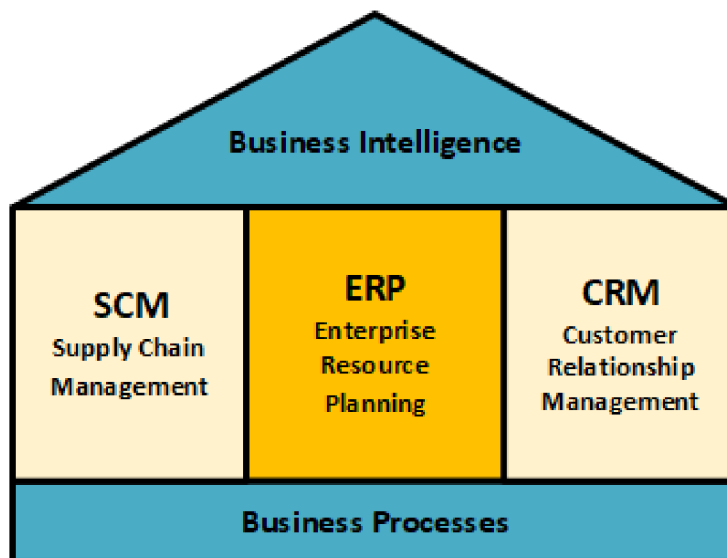 Business Intelligence
SCM
Supply Chain
Management
ERP
Enterprise
Resource
Planning
CRM
Customer
Relationship
Management
Business Processes